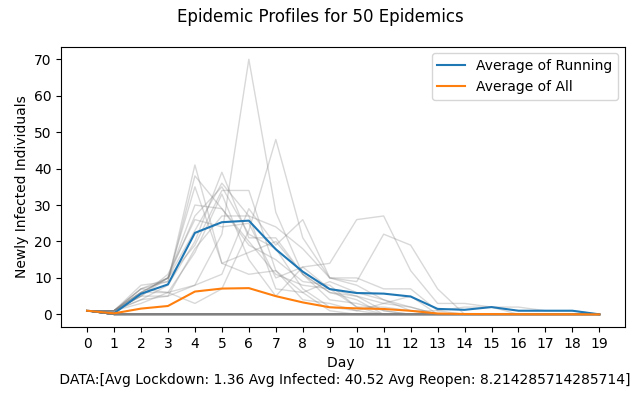 Epidemic Profiles for 50 Epidemics
Newly Infected Individuals
70
60
50
40
30
20
10
0
Average of Running
Average of All
0 1 2 3 4 5 6 7 8 9 10 11 12 13 14 15 16 17 18 19
Day
DATA:[Avg Lockdown: 1.36 Avg Infected: 40.52 Avg Reopen: 8.214285714285714]